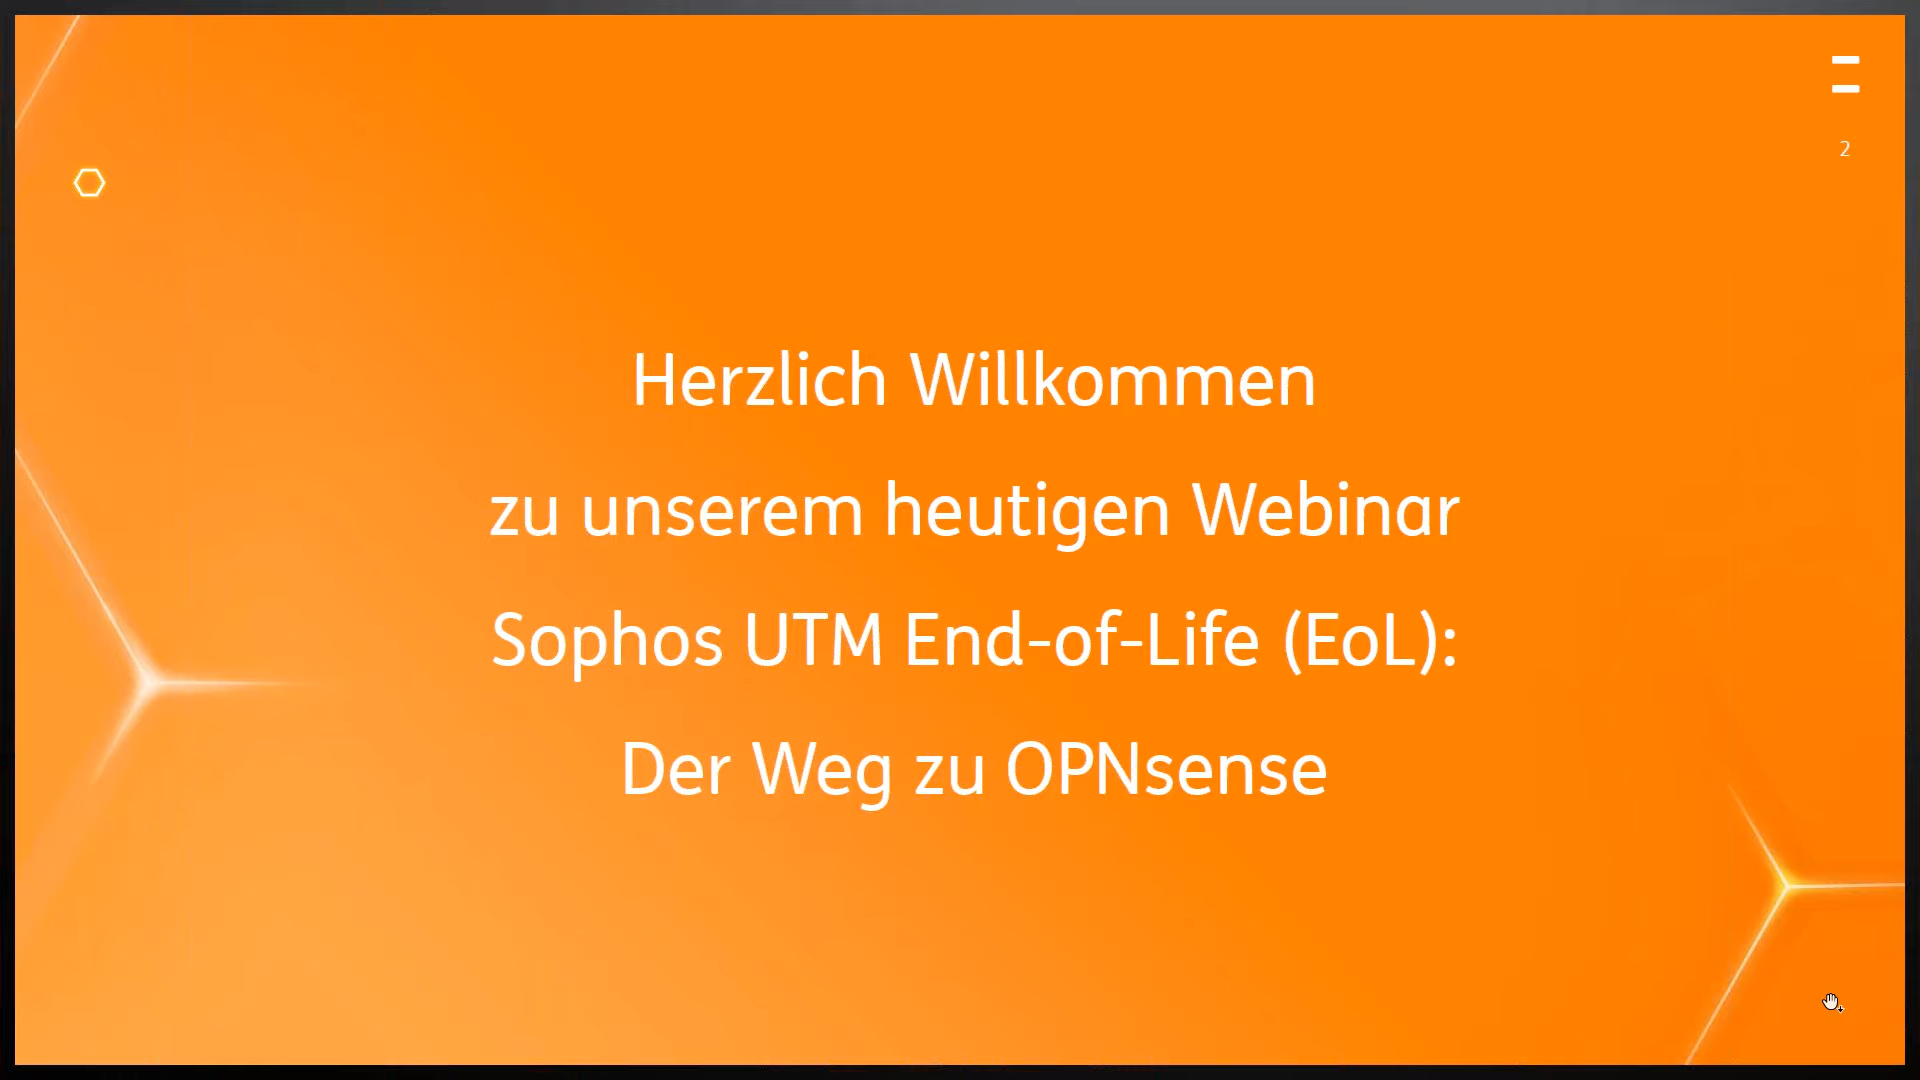 2
Herzlich Willkommen
zu unserem heutigen Webinar
Sophos UTM End-of-Life (EoL):
Der Weg zu OPNsense